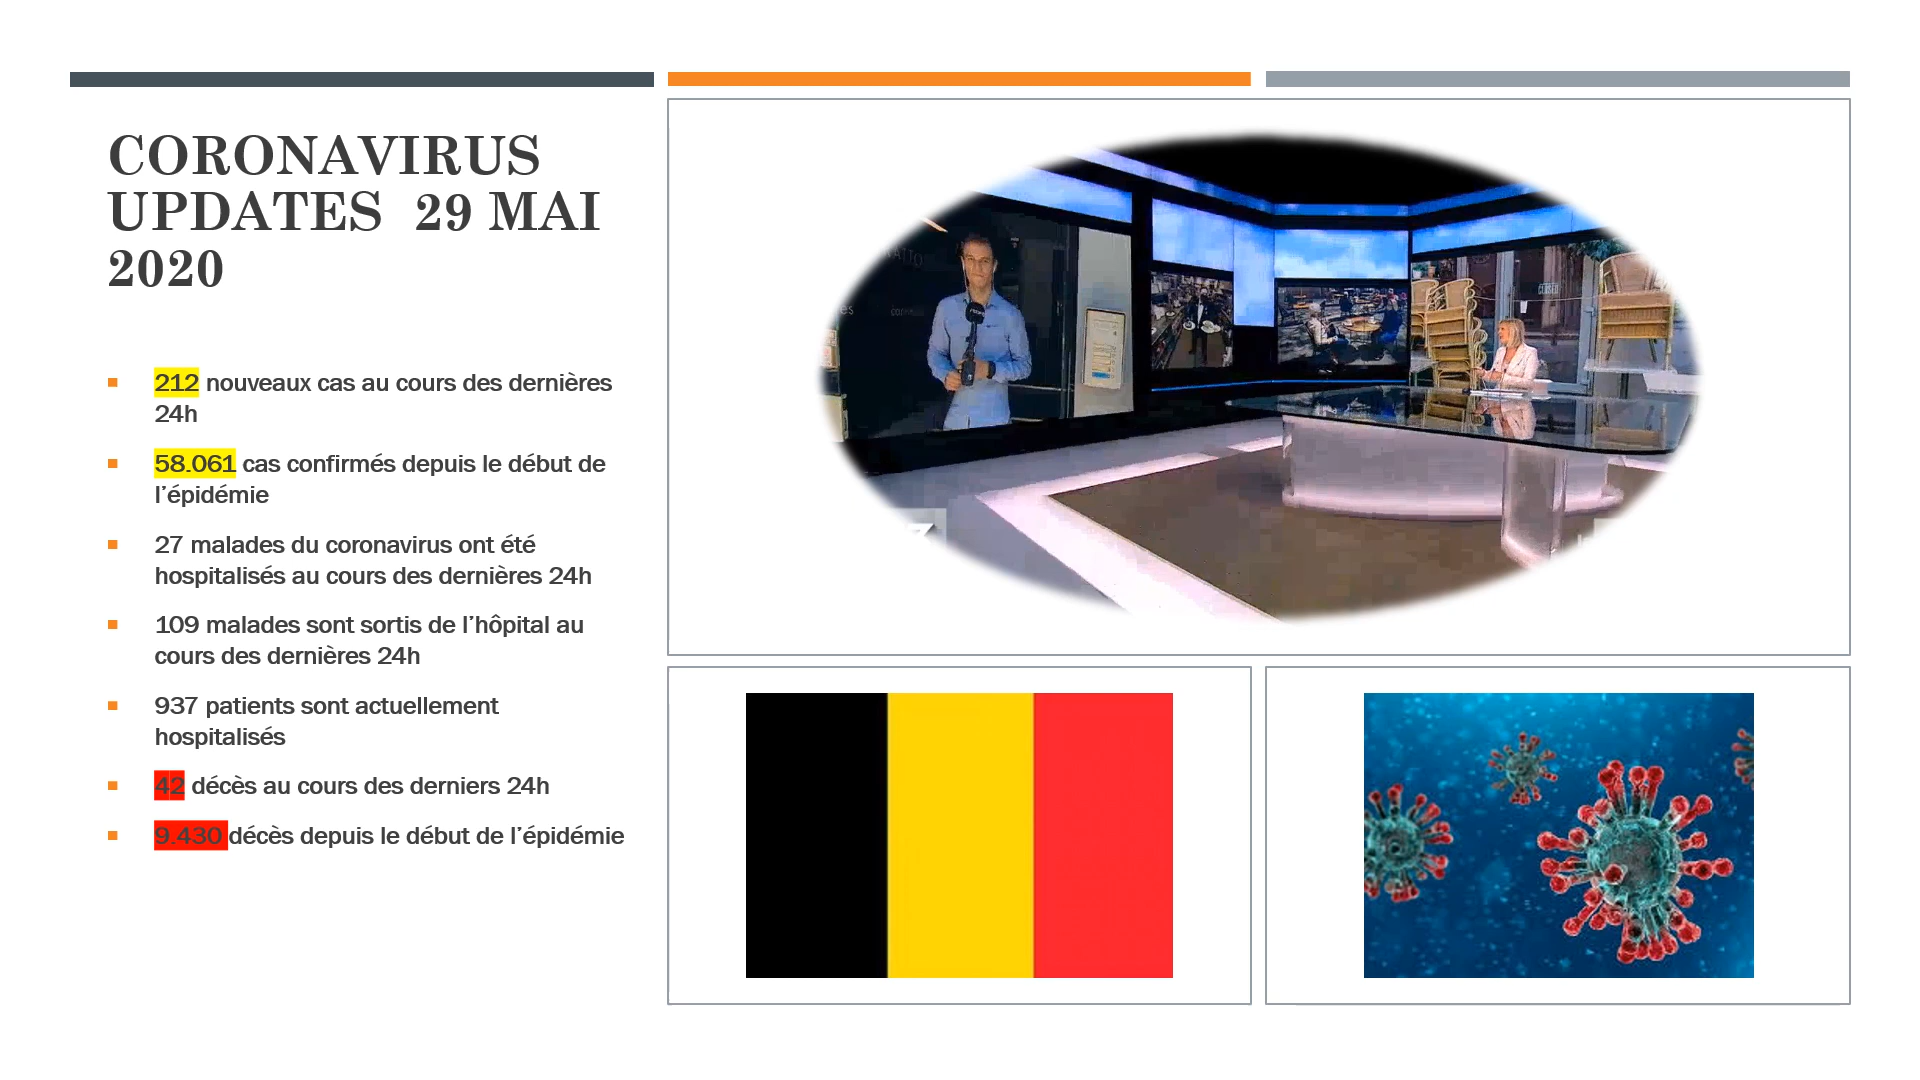 CORONAVIRUS
UPDATES 29 MAI
2020
212 nouveaux cas au cours des dernières
24h
58.061 cas confirmés depuis le début de
l’épidémie
27 malades du coronavirus ont été
hospitalisés au cours des dernières 24h
109 malades sont sortis de l’hôpital au
cours des dernières 24h
937 patients sont actuellement
hospitalisés
42 décès au cours des derniers 24h
9.430 décès depuis le début de l’épidémie